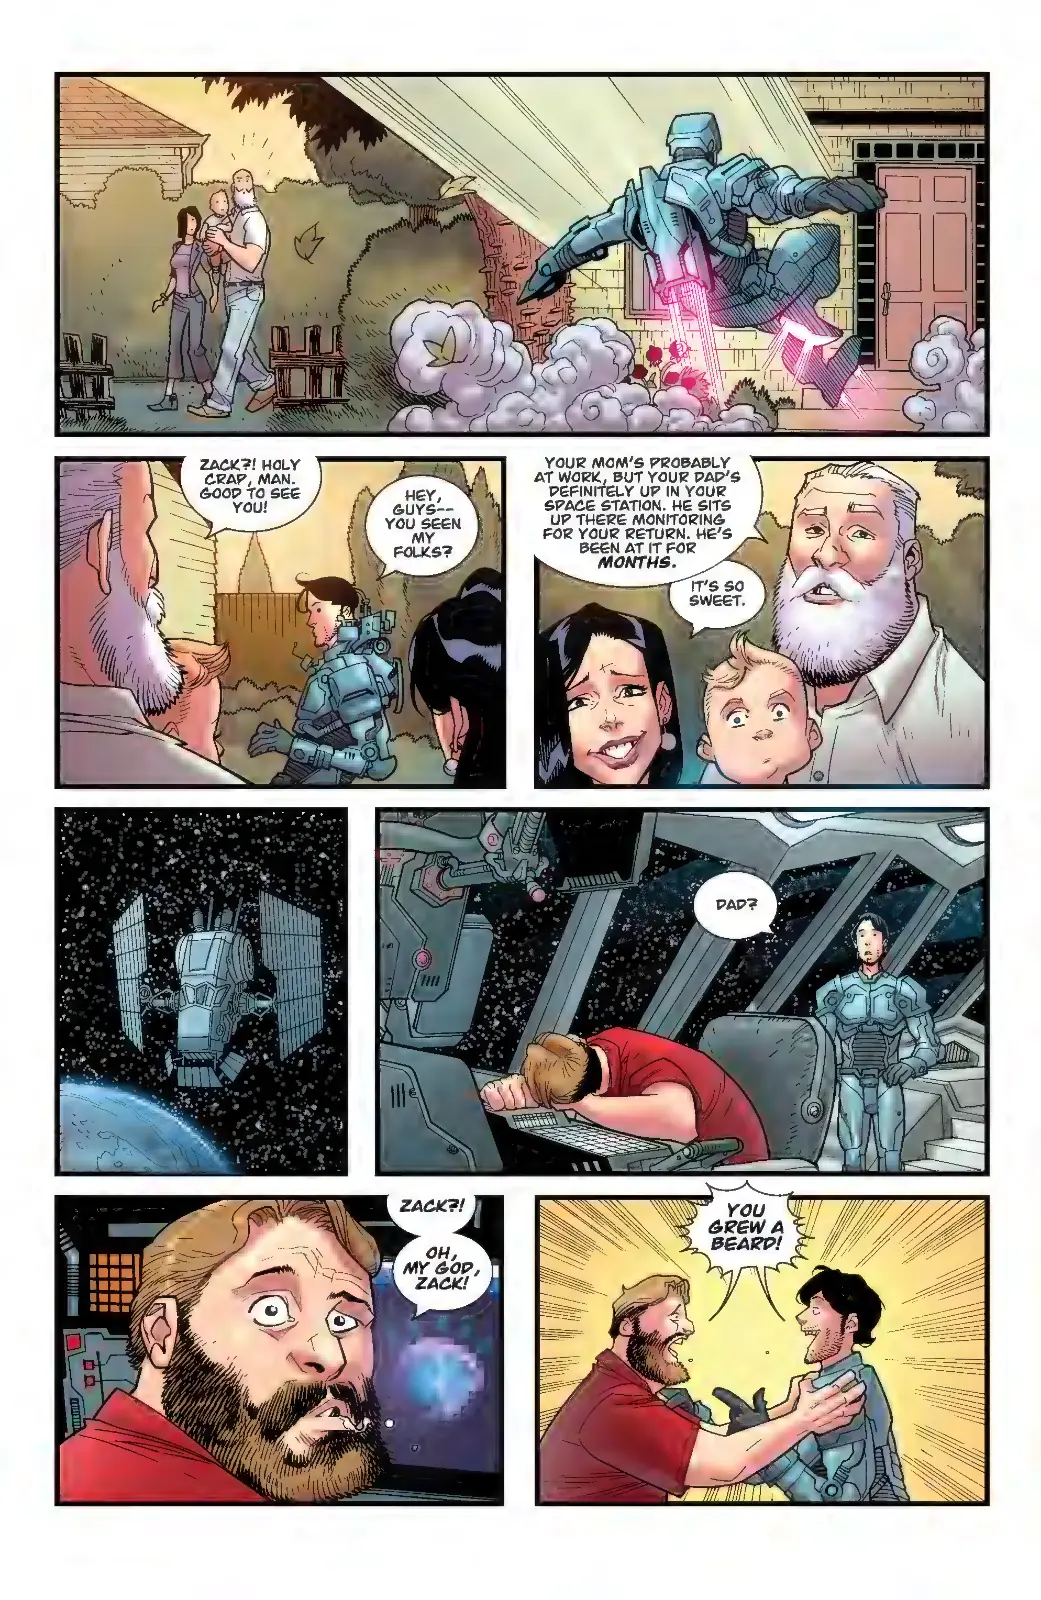 ZACK?! HOLY
CRAP, MAN.
GOOD TO SEE
YOU!
HEY,
GUYS--
YOU SEEN
MY
FOLKS?
YOUR MOM'S PROBABLY
AT WORK, BUT YOUR DAD'S
DEFINITELY UP IN YOUR
SPACE STATION. HE SITS
UP THERE MONITORING
FOR YOUR RETURN. HE'S
BEEN AT IT FOR
MONTHS.
IT'S SO
SWEET.
DAD?
ZACK?!
OH,
MY GOD,
ZACK!
YOU
GREW A
BEARD!